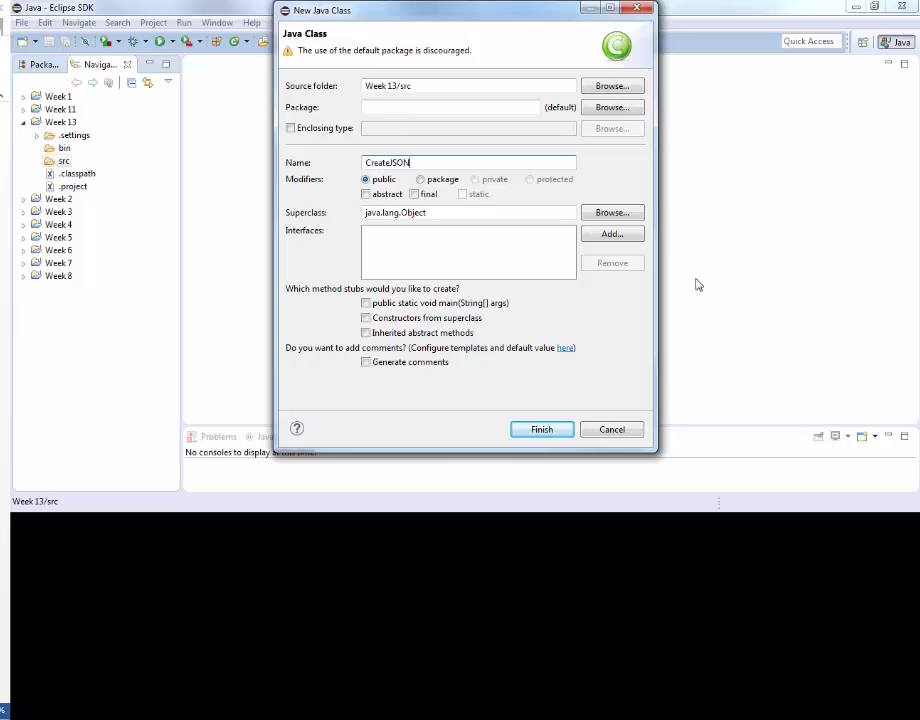 Java - Eclipse SDK
File Edit Navigate Search Project Run Window Help
Quick Access
Java
Packa...
Naviga...
Week 1
Week 11
Week 13
.settings
bin
src
.classpath
.project
Week 2
Week 3
Week 4
Week 5
Week 6
Week 7
Week 8
New Java Class
Java Class
The use of the default package is discouraged.
Source folder: Week 13/src Browse...
Package: (default) Browse...
Enclosing type: Browse...
Name: CreateJSON
Modifiers: public package private protected
abstract final static
Superclass: java.lang.Object Browse...
Interfaces: Add...
Remove
Which method stubs would you like to create?
public static void main(String[] args)
Constructors from superclass
Inherited abstract methods
Do you want to add comments? (Configure templates and default value here)
Generate comments
? Finish Cancel
Problems
No consoles to display at
Week 13/src
%